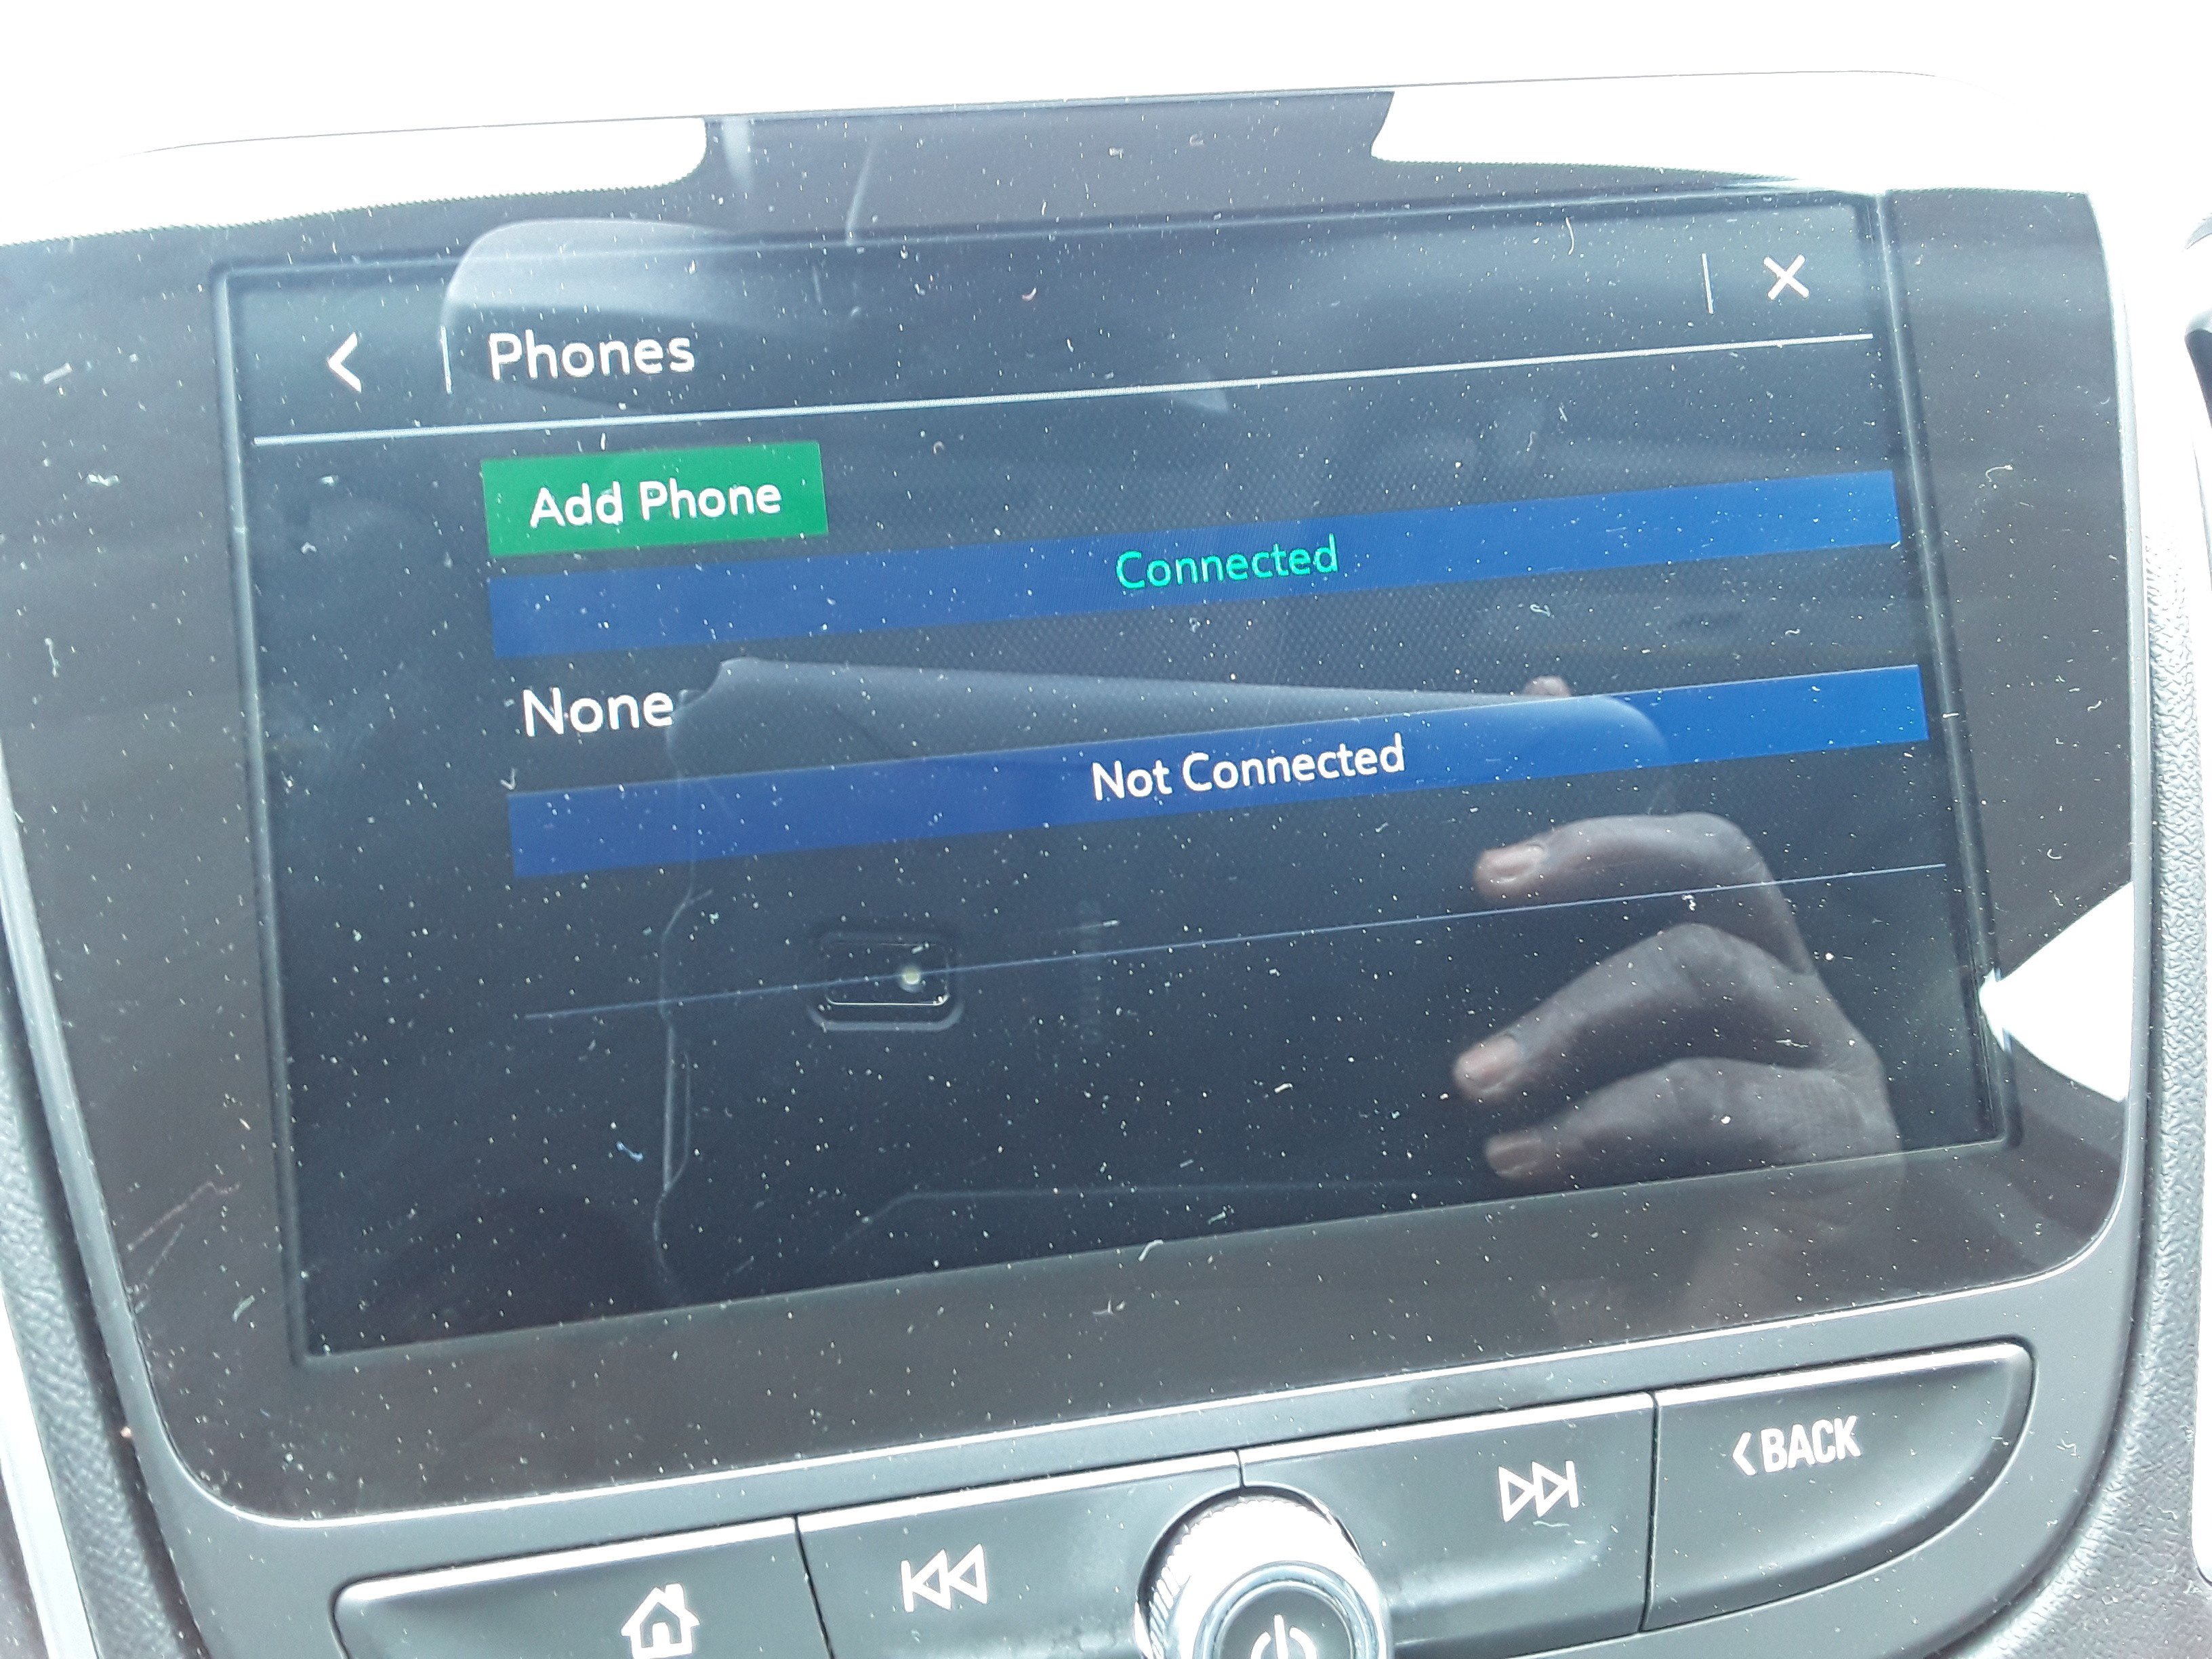 Phones
Add Phone
Connected
None
Not Connected
BACK